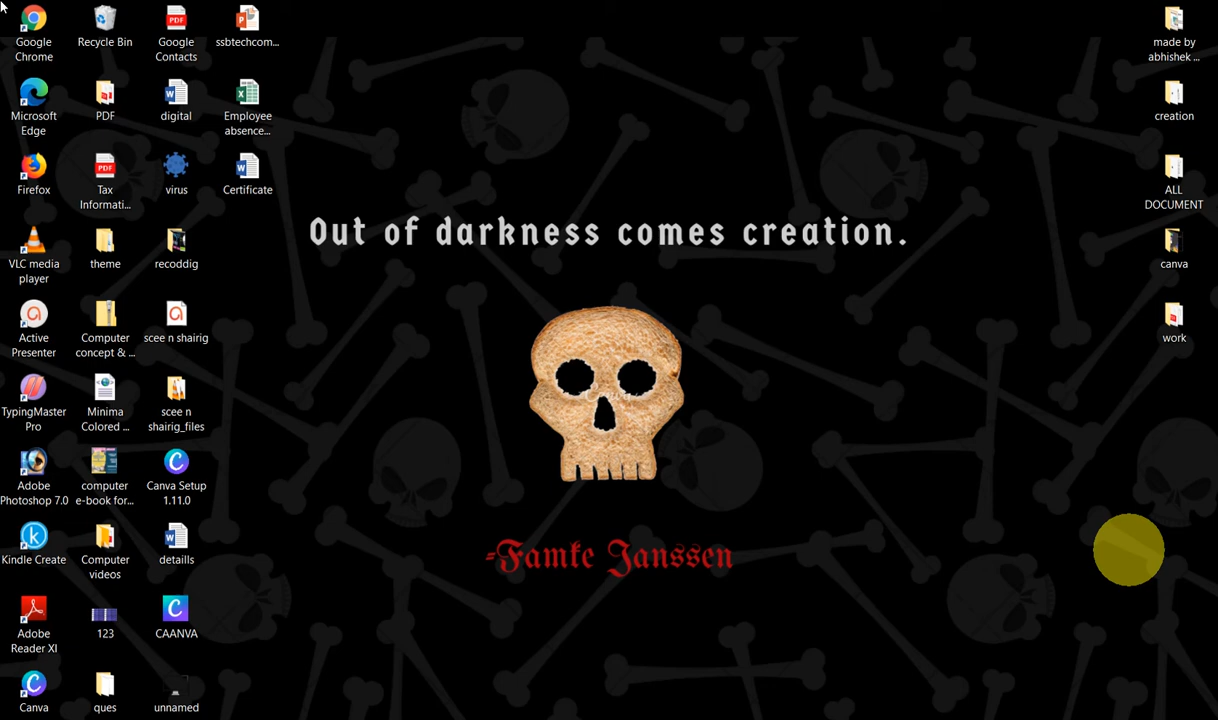 Google
Chrome
Recycle Bin
Google
Contacts
ssbtechcom...
Microsoft
Edge
PDF
digital
Employee
absence...
Firefox
Tax
Informati...
virus
Certificate
VLC media
player
theme
recoddig
Active
Presenter
Computer
concept & ...
scee n shairig
TypingMaster
Pro
Minima
Colored ...
scee n
shairig_files
Adobe
Photoshop 7.0
computer
e-book for...
Canva Setup
1.11.0
Kindle Create
Computer
videos
detaills
Adobe
Reader XI
123
CAANVA
Canva
ques
unnamed
Out of darkness comes creation.
-Famke Janssen
made by
abhishek ...
creation
ALL
DOCUMENT
canva
work